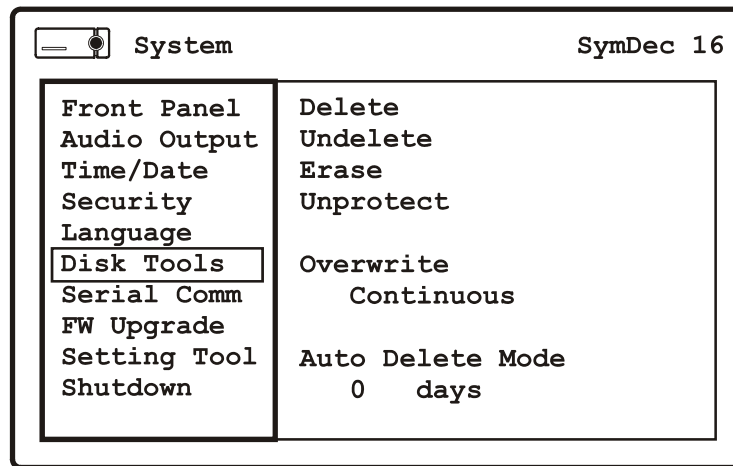 System
SymDec 16
Front Panel
Audio Output
Time/Date
Security
Language
Disk Tools
Serial Comm
FW Upgrade
Setting Tool
Shutdown
Delete
Undelete
Erase
Unprotect
Overwrite
Continuous
Auto Delete Mode
0 days